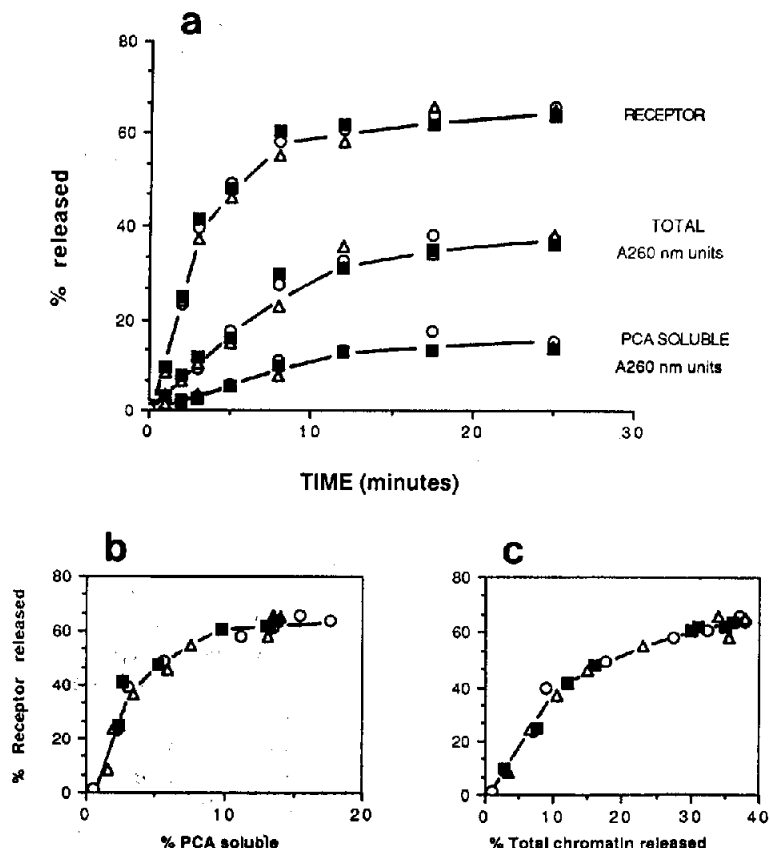 a
80
60
40
20
0
% released
0
10
20
30
TIME (minutes)
RECEPTOR
TOTAL
A260 nm units
PCA SOLUBLE
A260 nm units
b
80
60
40
20
0
% Receptor released
0
10
20
% PCA soluble
c
80
60
40
20
0
0
10
20
30
40
% Total chromatin released